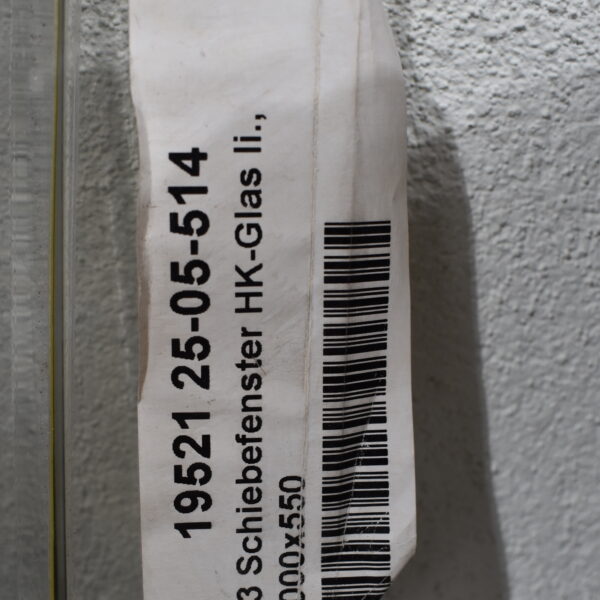 19521 25-05-514
3 Schiebefenster HK-Glas li.,
000x550